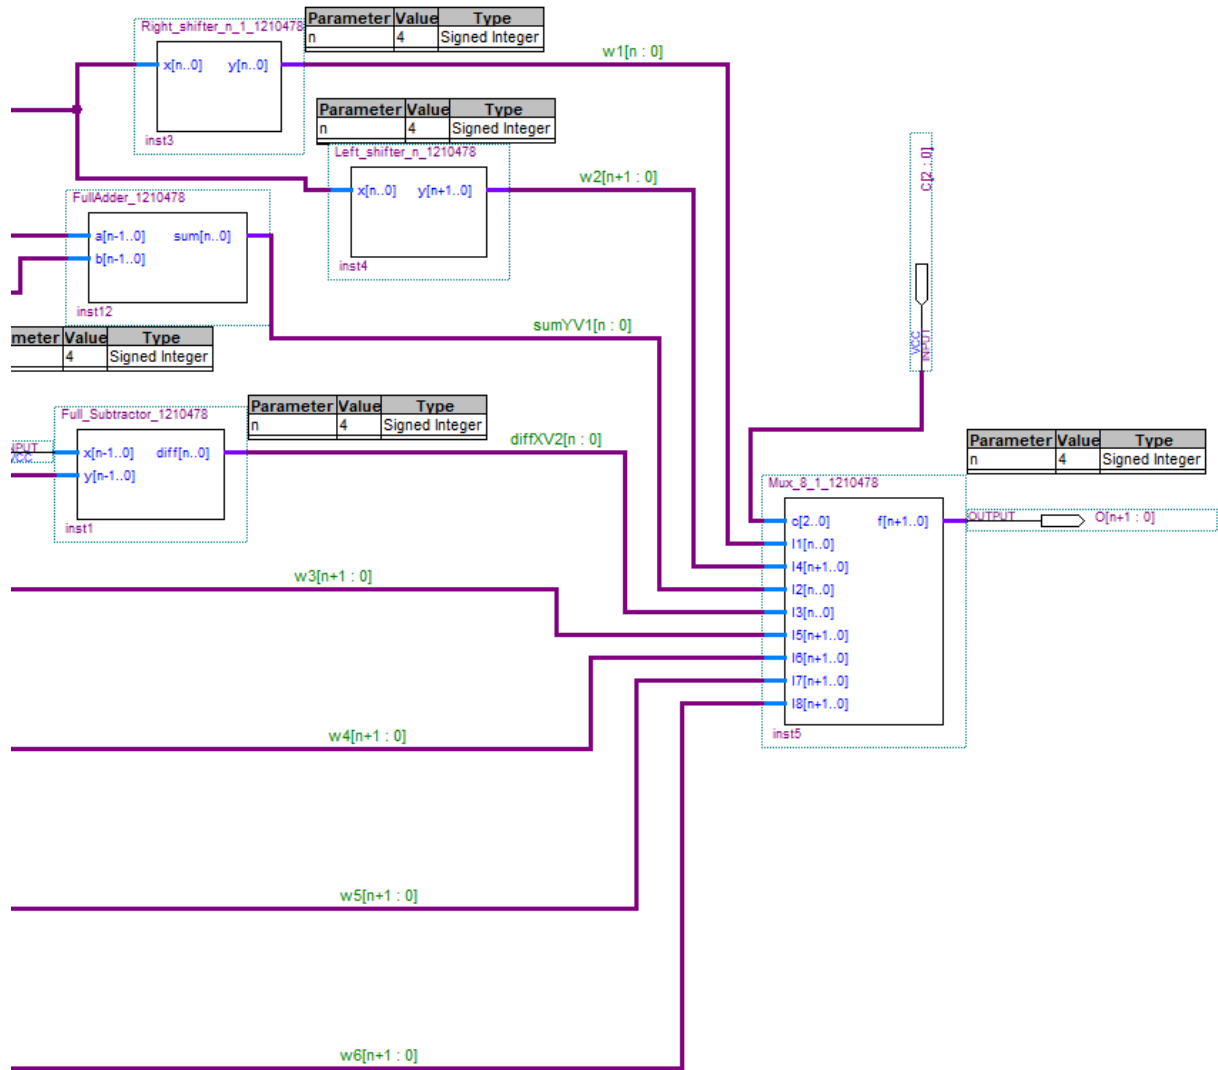 Right_shifter_n_1_1210478
Parameter Value Type
n 4 Signed Integer
x[n..0] y[n..0]
inst3
w1[n : 0]
Parameter Value Type
n 4 Signed Integer
Left_shifter_n_1210478
x[n..0] y[n+1..0]
inst4
w2[n+1 : 0]
C[2 : 0]
VCC
INPUT
FullAdder_1210478
a[n-1..0] sum[n..0]
b[n-1..0]
inst12
sumYV1[n : 0]
meter Value Type
4 Signed Integer
Full_Subtractor_1210478
Parameter Value Type
n 4 Signed Integer
IPUT
VCC
x[n-1..0] diff[n..0]
y[n-1..0]
inst1
diffXV2[n : 0]
Parameter Value Type
n 4 Signed Integer
Mux_8_1_1210478
c[2..0] f[n+1..0]
I1[n..0]
I4[n+1..0]
I2[n..0]
I3[n..0]
I5[n+1..0]
I6[n+1..0]
I7[n+1..0]
I8[n+1..0]
inst5
OUTPUT O[n+1 : 0]
w3[n+1 : 0]
w4[n+1 : 0]
w5[n+1 : 0]
w6[n+1 : 0]